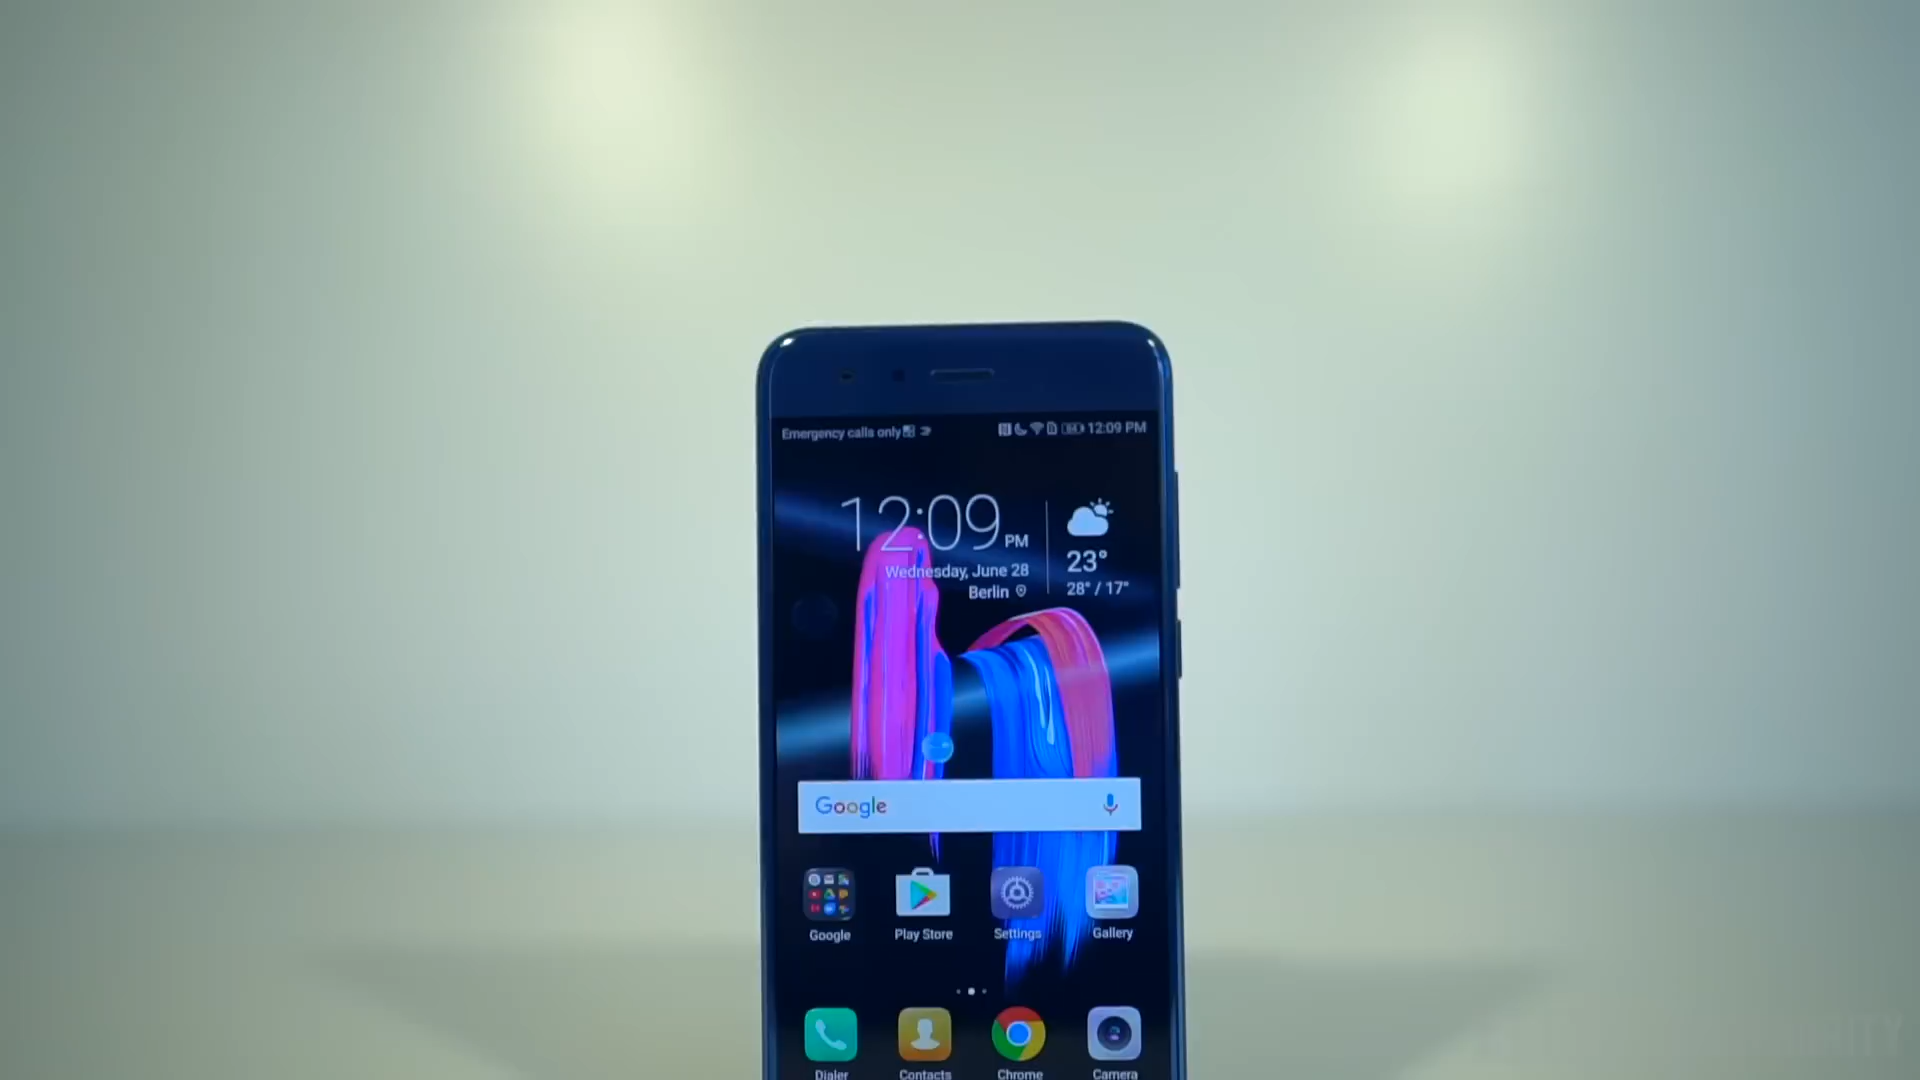 Emergency calls only
12:09 PM
12:09 PM
23°
Wednesday, June 28
28° / 17°
Berlin
Google
Google
Play Store
Settings
Gallery
Dialer
Contacts
Chrome
Camera